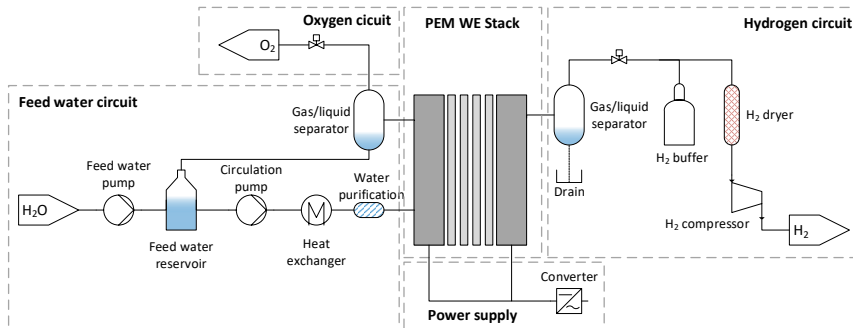 Oxygen cicuit
PEM WE Stack
Hydrogen circuit
O₂
Feed water circuit
Gas/liquid
separator
Gas/liquid
separator
H₂ dryer
H₂ buffer
Feed water
pump
Circulation
pump
Water
purification
Drain
H₂O
H₂ compressor
H₂
Feed water
reservoir
Heat
exchanger
Converter
Power supply